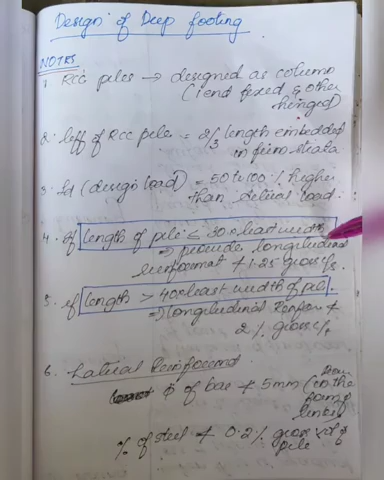 Design of Deep footing
NOTES
1. RCC piles → designed as column
(1 end fixed & other
hinged)
2. leff of RCC pile = 2/3 length embedded
in firm strata.
3. (design load) = 50 to 100 % higher
than actual load.
4. if length of pile ≤ 30 × least width
⇒ provide longitudinal
reinforcement ≮ 1.25 gross c/s.
5. if length > 40 × least width of pile
⇒ longitudinal ≮
2 % gross c/s
6. Lateral Reinforcement
ϕ of bar ≮ 5mm (in the
form of
links)
% of steel ≮ 0.2 % gross of
pile